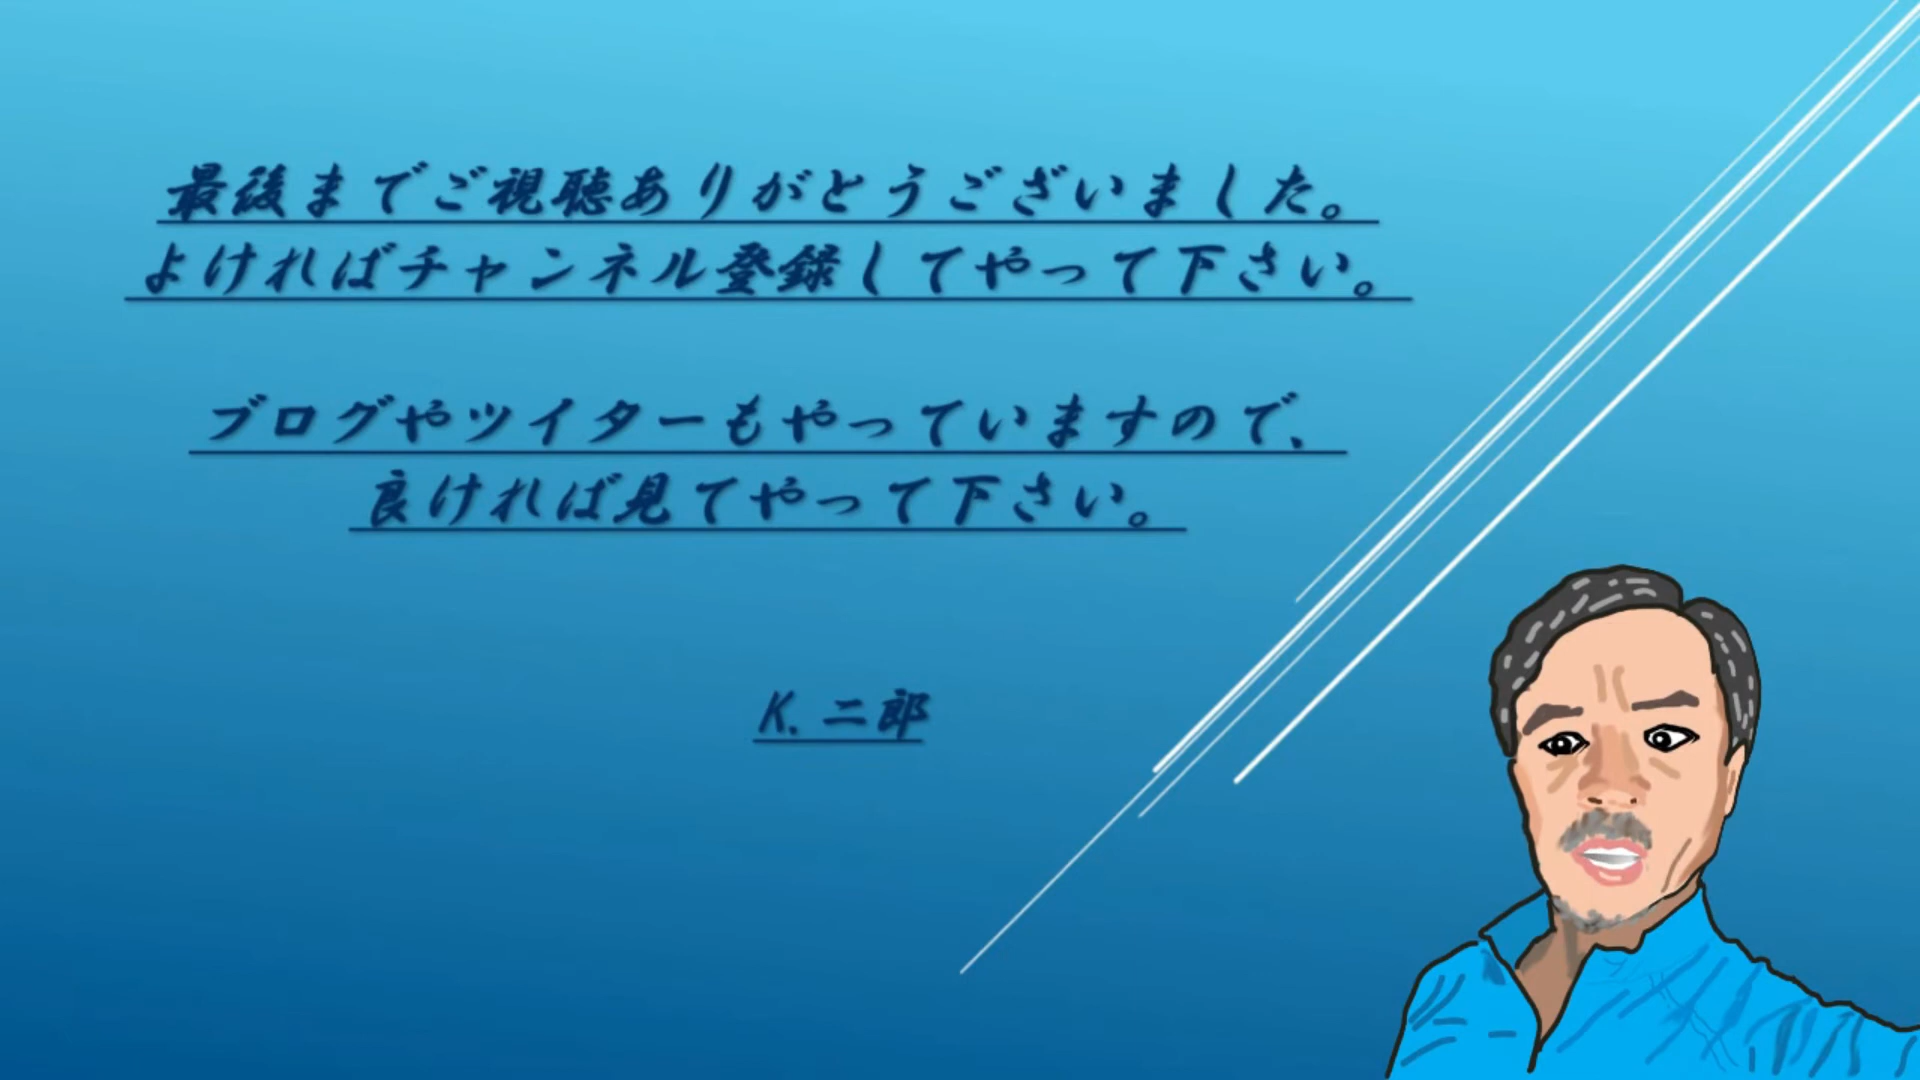 最後までご視聴ありがとうございました。
よければチャンネル登録してやって下さい。
ブログやツイターもやっていますので、
良ければ見てやって下さい。
K.二郎